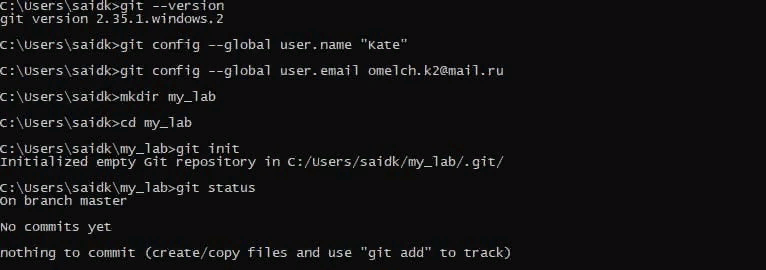 C:\Users\saidk>git --version
git version 2.35.1.windows.2
C:\Users\saidk>git config --global user.name "Kate"
C:\Users\saidk>git config --global user.email omelch.k2@mail.ru
C:\Users\saidk>mkdir my_lab
C:\Users\saidk>cd my_lab
C:\Users\saidk\my_lab>git init
Initialized empty Git repository in C:/Users/saidk/my_lab/.git/
C:\Users\saidk\my_lab>git status
On branch master
No commits yet
nothing to commit (create/copy files and use "git add" to track)